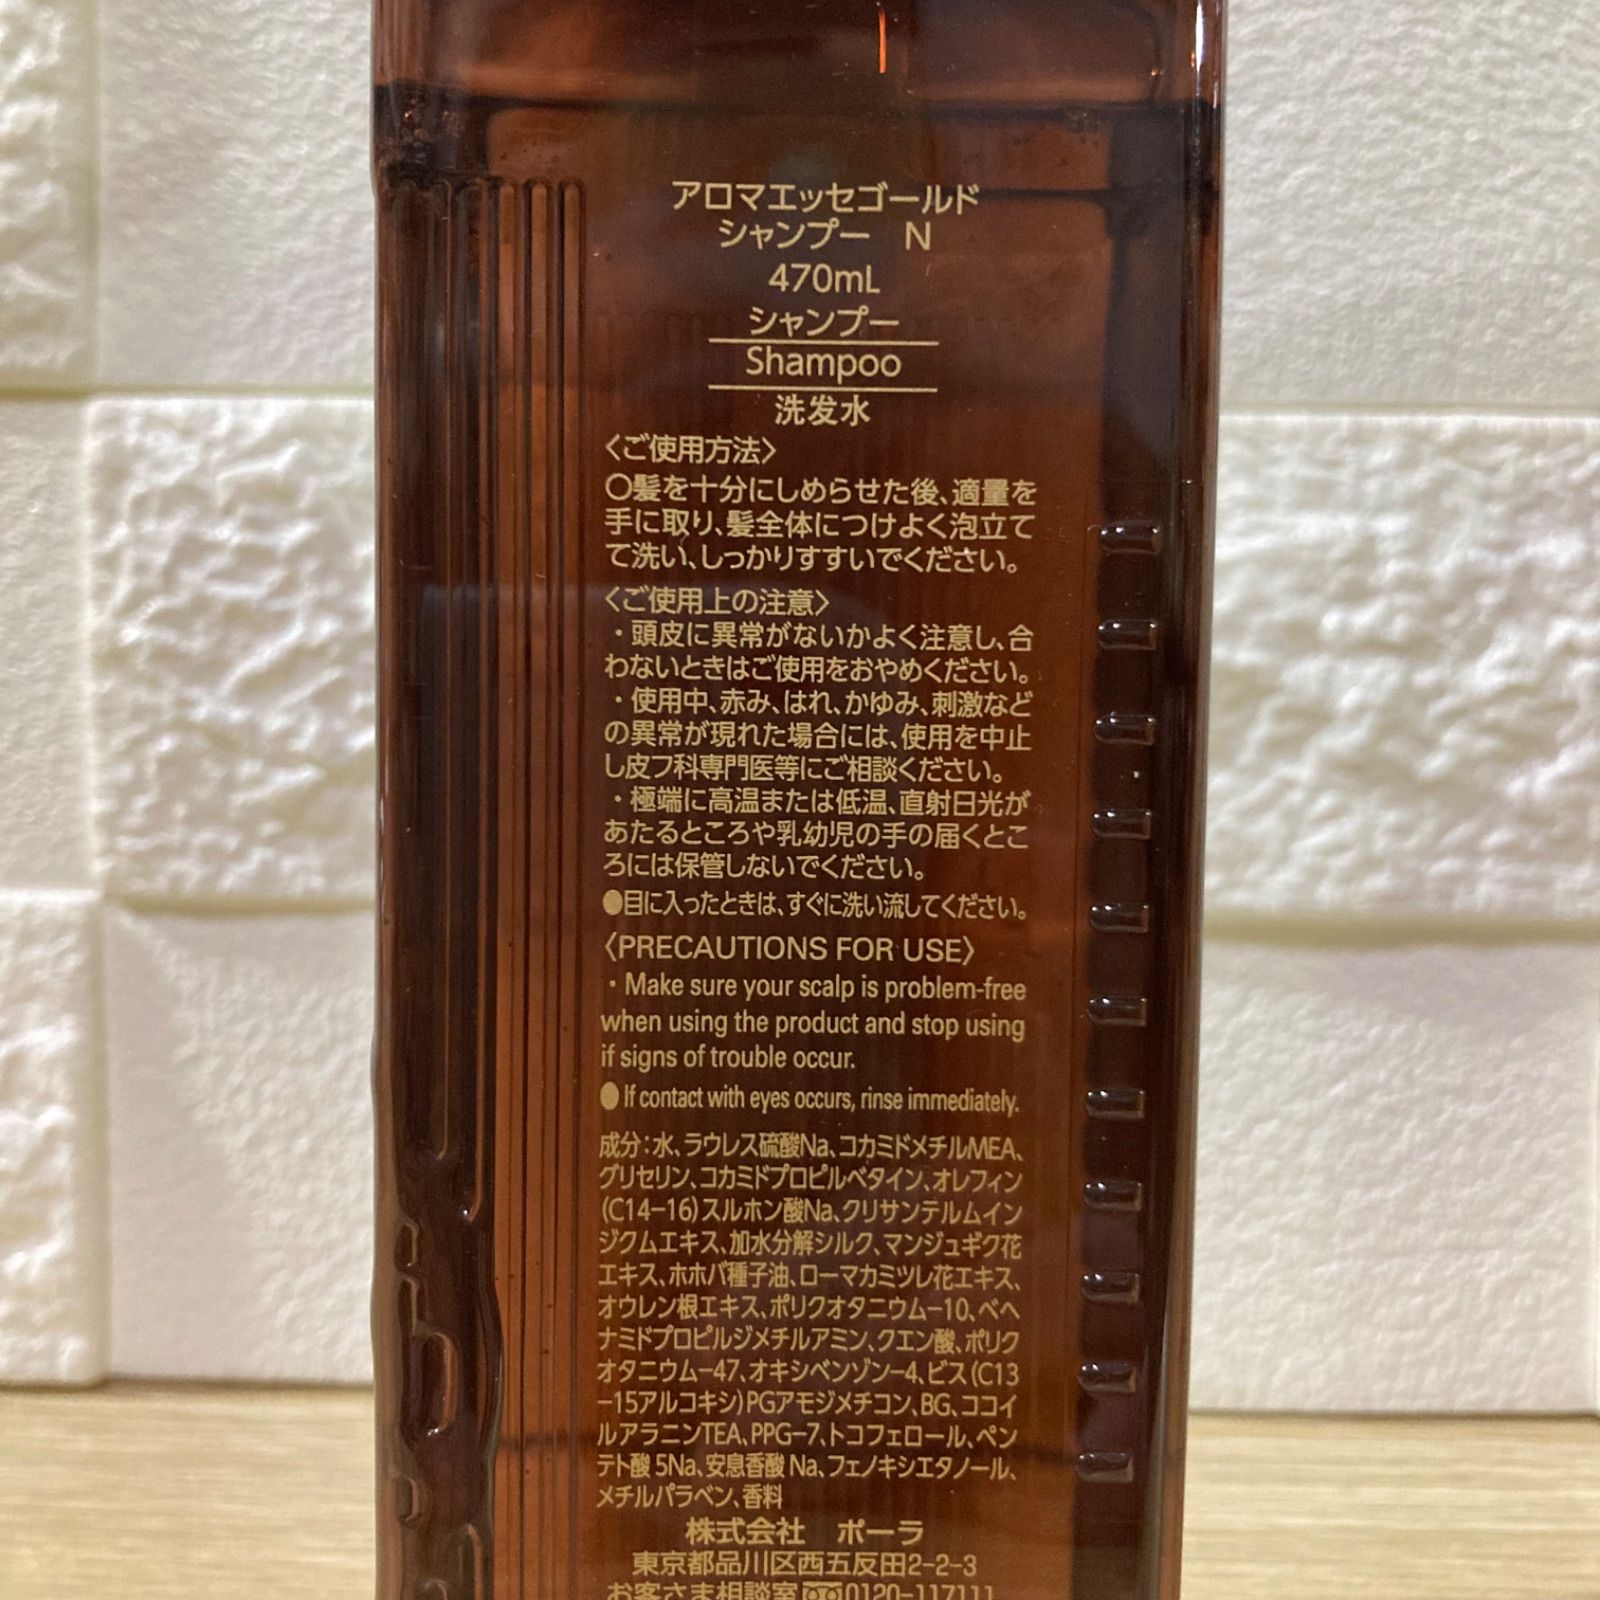 アロマエッセゴールド
シャンプー N
470mL
シャンプー
Shampoo
洗发水
〈ご使用方法〉
○髪を十分にしめらせた後、適量を
手に取り、髪全体につけよく泡立て
て洗い、しっかりすすいでください。
〈ご使用上の注意〉
・頭皮に異常がないかよく注意し、合
わないときはご使用をおやめください。
・使用中、赤み、はれ、かゆみ、刺激など
の異常が現れた場合には、使用を中止
し皮フ科専門医等にご相談ください。
・極端に高温または低温、直射日光が
あたるところや乳幼児の手の届くとこ
ろには保管しないでください。
●目に入ったときは、すぐに洗い流してください。
〈PRECAUTIONS FOR USE〉
・Make sure your scalp is problem-free
when using the product and stop using
if signs of trouble occur.
●If contact with eyes occurs, rinse immediately.
成分：水、ラウレス硫酸Na、コカミドメチルMEA、
グリセリン、コカミドプロピルベタイン、オレフィン
(C14−16)スルホン酸Na、クリサンテルムイン
ジクムエキス、加水分解シルク、マンジュギク花
エキス、ホホバ種子油、ローマカミツレ花エキス、
オウレン根エキス、ポリクオタニウム−10、ベヘ
ナミドプロピルジメチルアミン、クエン酸、ポリク
オタニウム−47、オキシベンゾン−4、ビス(C13
−15アルコキシ)PGアモジメチコン、BG、ココイ
ルアラニンTEA、PPG−7、トコフェロール、ペン
テト酸5Na、安息香酸Na、フェノキシエタノール、
メチルパラベン、香料
株式会社 ポーラ
東京都品川区西五反田2-2-3
お客さま相談室 0120-117111